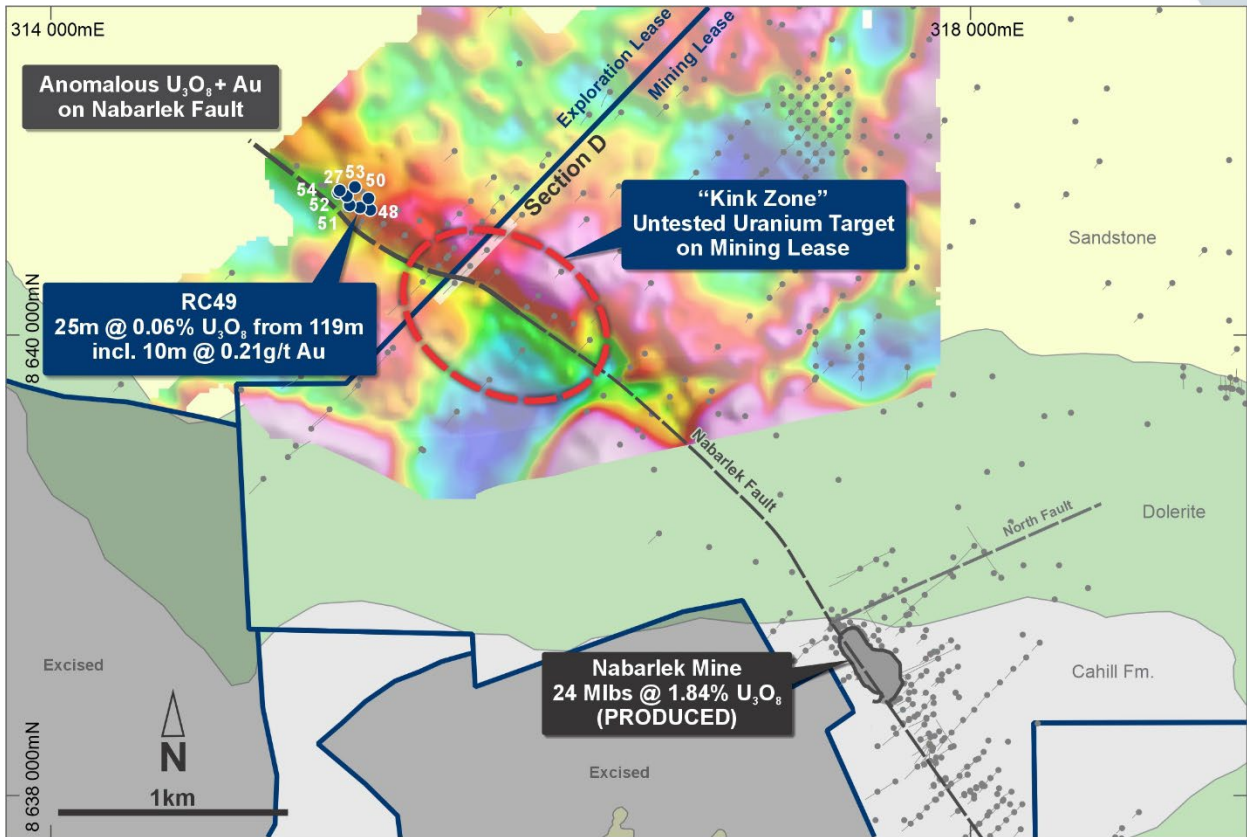 314 000mE
318 000mE
Anomalous U₃O₈+ Au
on Nabarlek Fault
Exploration Lease
Mining Lease
Section D
53
27
50
54
52
48
51
“Kink Zone”
Untested Uranium Target
on Mining Lease
Sandstone
RC49
25m @ 0.06% U₃O₈ from 119m
incl. 10m @ 0.21g/t Au
8 640 000mN
Nabarlek Fault
North Fault
Dolerite
Excised
Nabarlek Mine
24 Mlbs @ 1.84% U₃O₈
(PRODUCED)
Cahill Fm.
N
Excised
1km
8 638 000mN